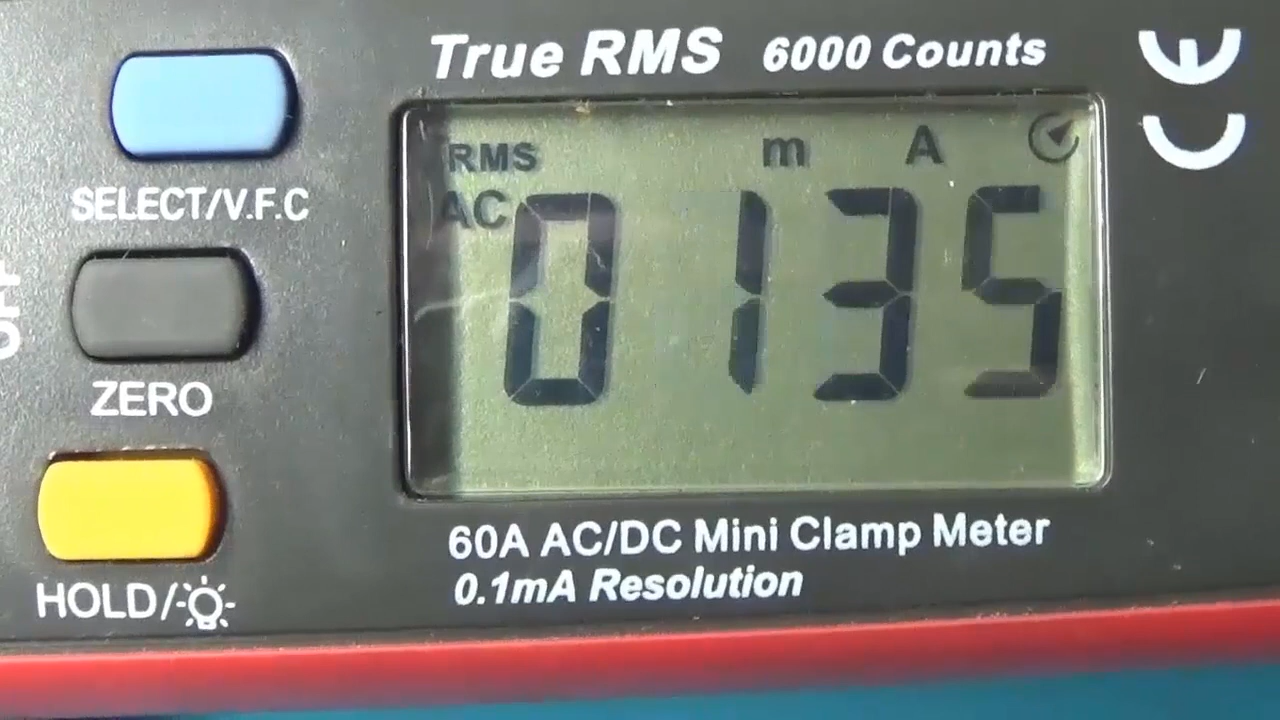 True RMS 6000 Counts
CE
RMS m A
AC 0135
SELECT/V.F.C
ZERO
HOLD/
60A AC/DC Mini Clamp Meter
0.1mA Resolution